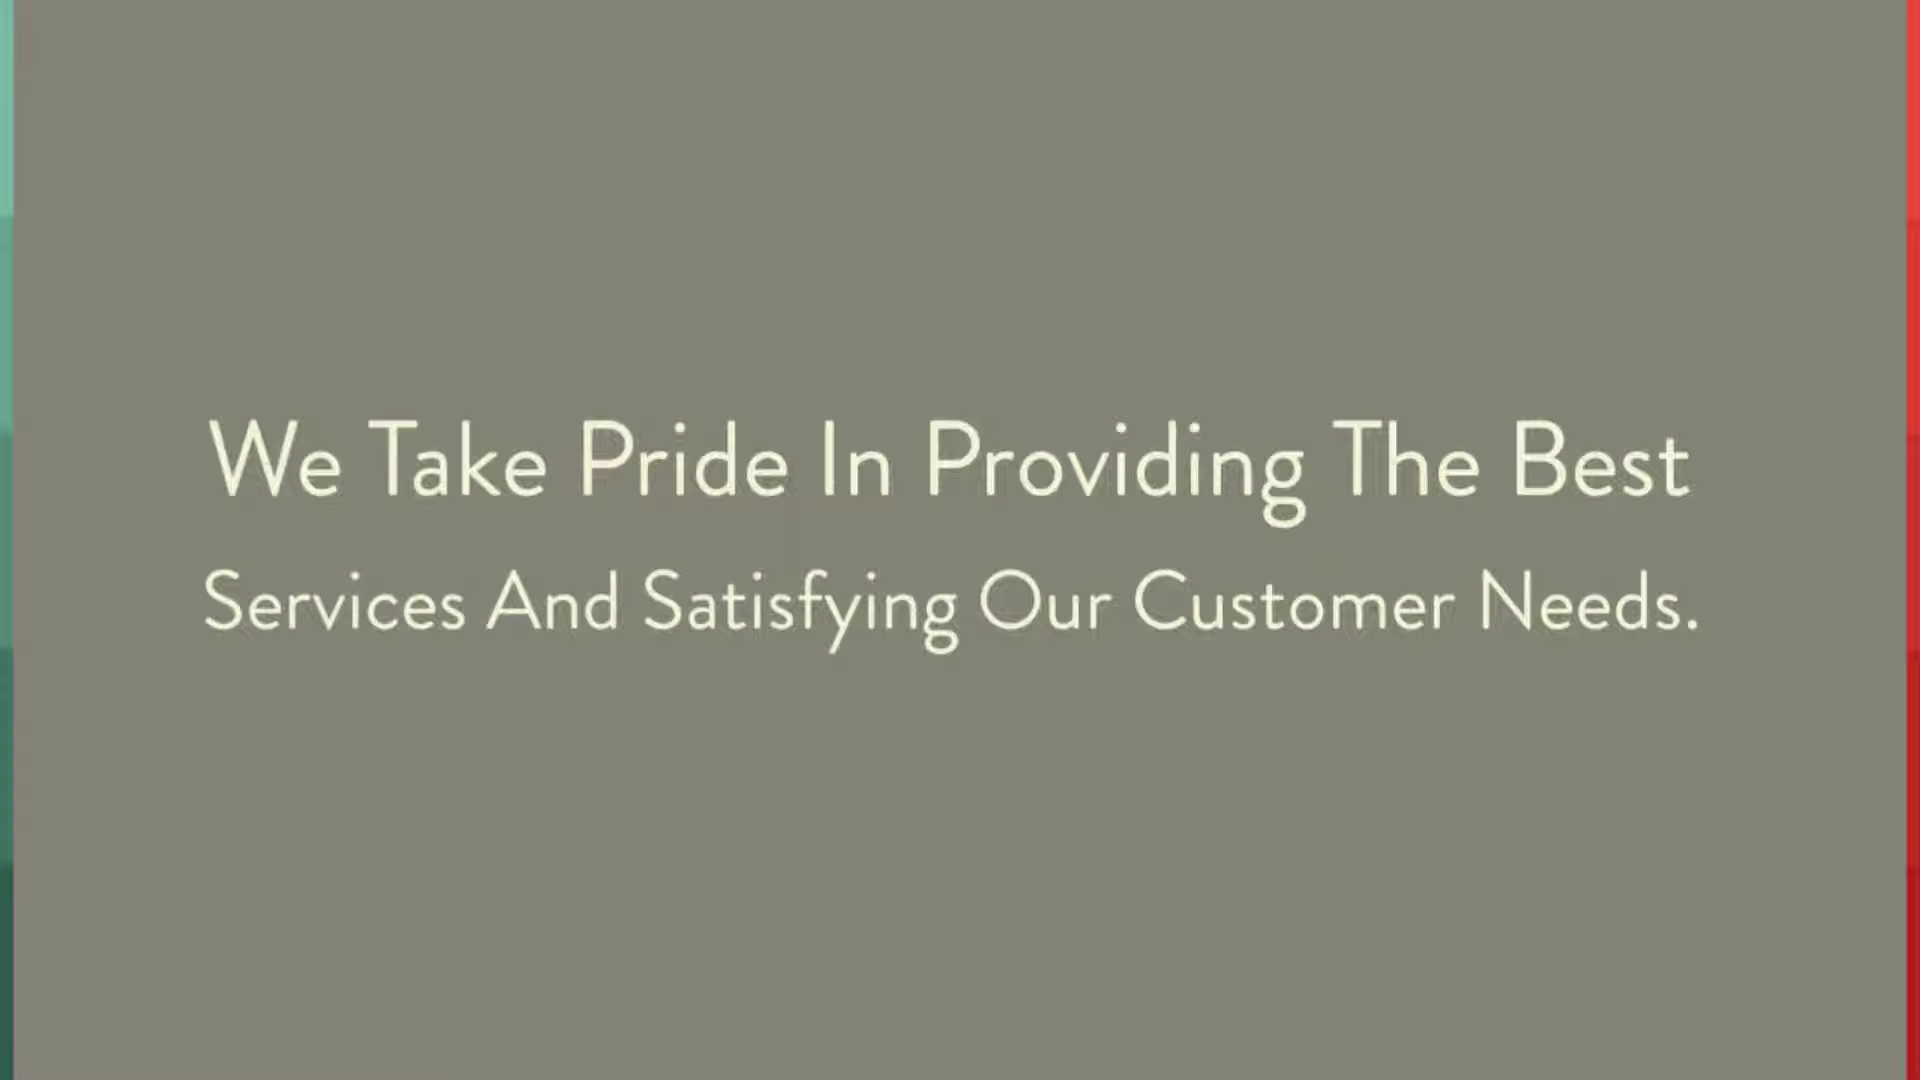 We Take Pride In Providing The Best
Services And Satisfying Our Customer Needs.